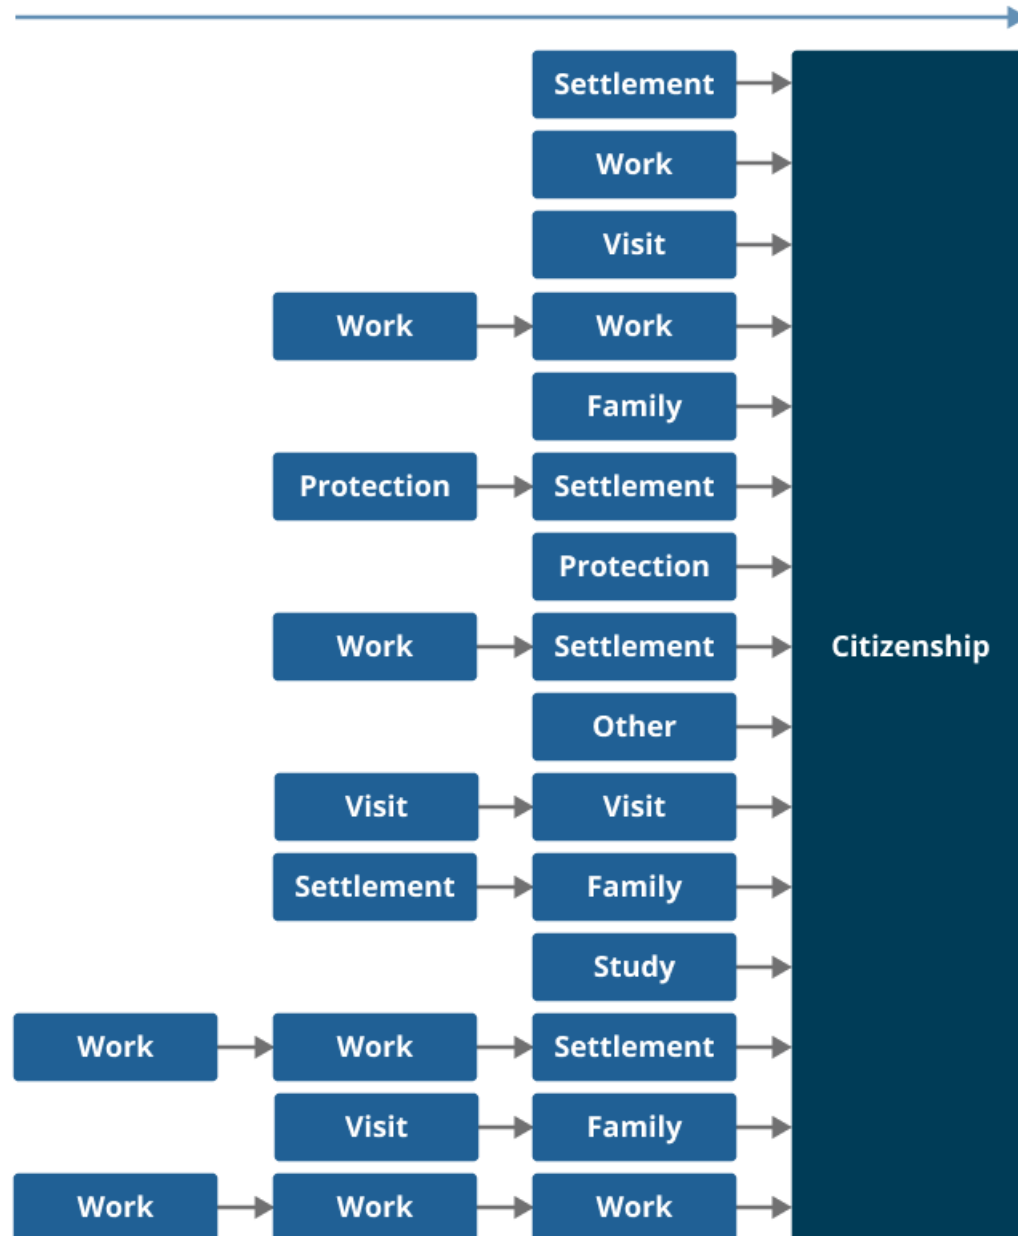 Settlement
Work
Visit
Work Work
Family
Protection Settlement
Protection
Work Settlement
Citizenship
Other
Visit Visit
Settlement Family
Study
Work Work Settlement
Visit Family
Work Work Work